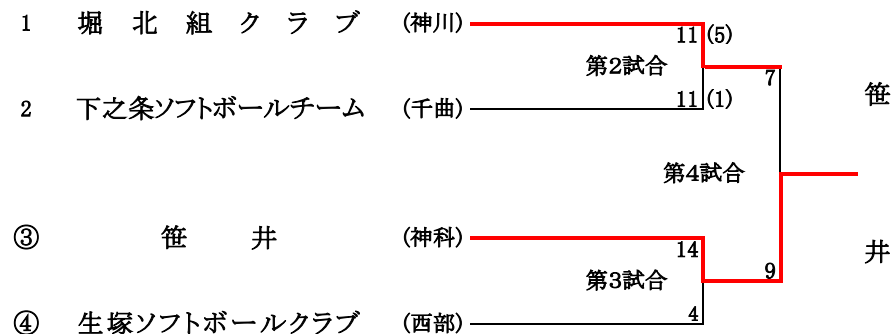 1 堀北組クラブ (神川) 11 (5)
第2試合 7
2 下之条ソフトボールチーム (千曲) 11 (1)
笹
第4試合
③ 笹井 (神科) 14
井
第3試合 9
④ 生塚ソフトボールクラブ (西部) 4